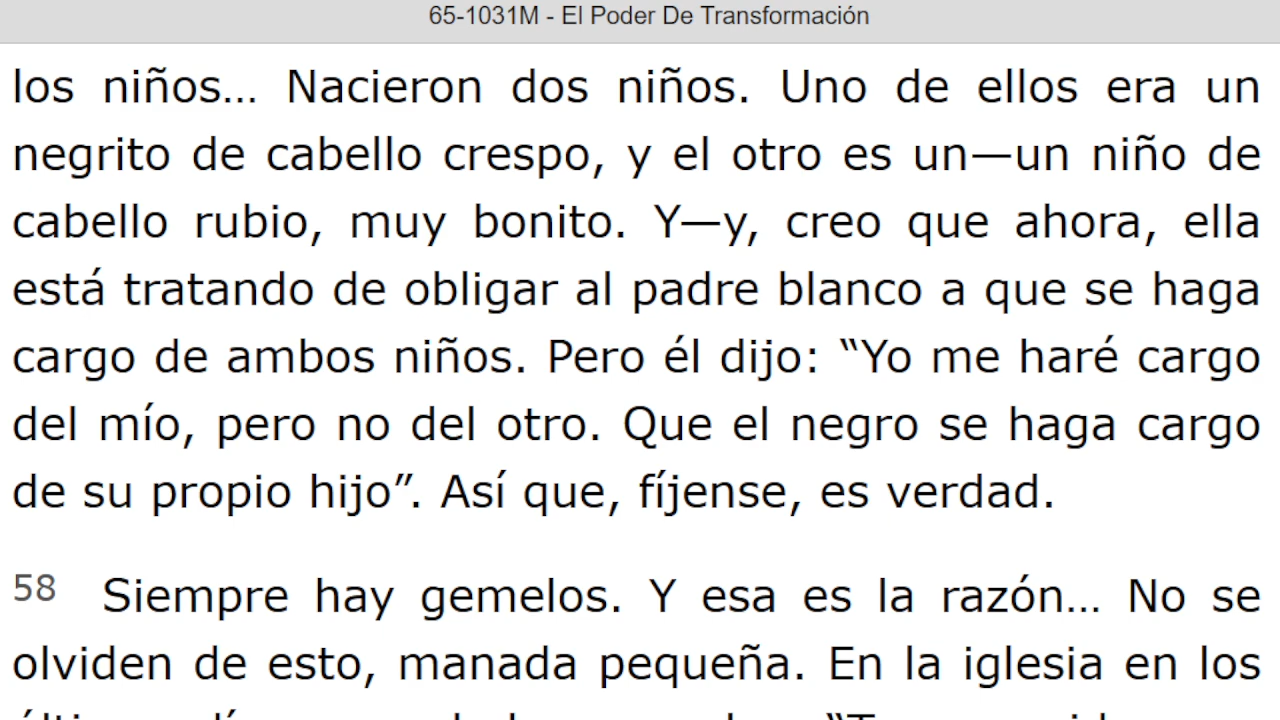 65-1031M - El Poder De Transformación
los niños… Nacieron dos niños. Uno de ellos era un
negrito de cabello crespo, y el otro es un—un niño de
cabello rubio, muy bonito. Y—y, creo que ahora, ella
está tratando de obligar al padre blanco a que se haga
cargo de ambos niños. Pero él dijo: “Yo me haré cargo
del mío, pero no del otro. Que el negro se haga cargo
de su propio hijo”. Así que, fíjense, es verdad.
58 Siempre hay gemelos. Y esa es la razón… No se
olviden de esto, manada pequeña. En la iglesia en los